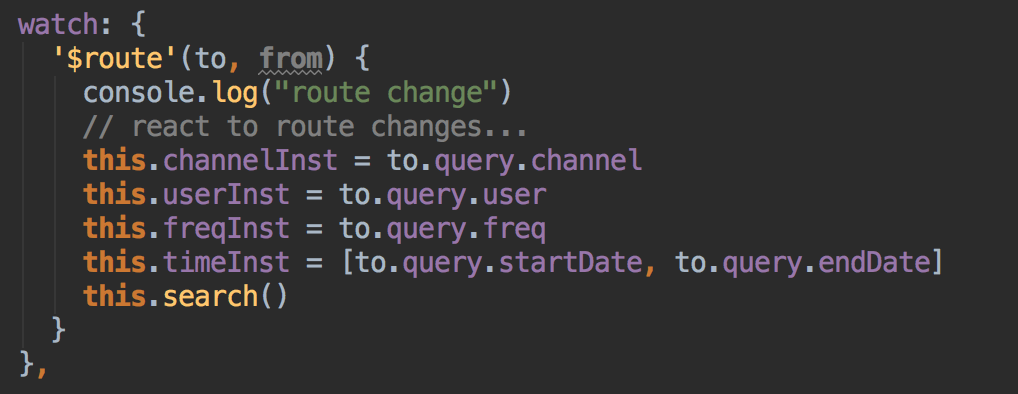 watch: {
'$route'(to, from) {
console.log("route change")
// react to route changes...
this.channelInst = to.query.channel
this.userInst = to.query.user
this.freqInst = to.query.freq
this.timeInst = [to.query.startDate, to.query.endDate]
this.search()
}
},